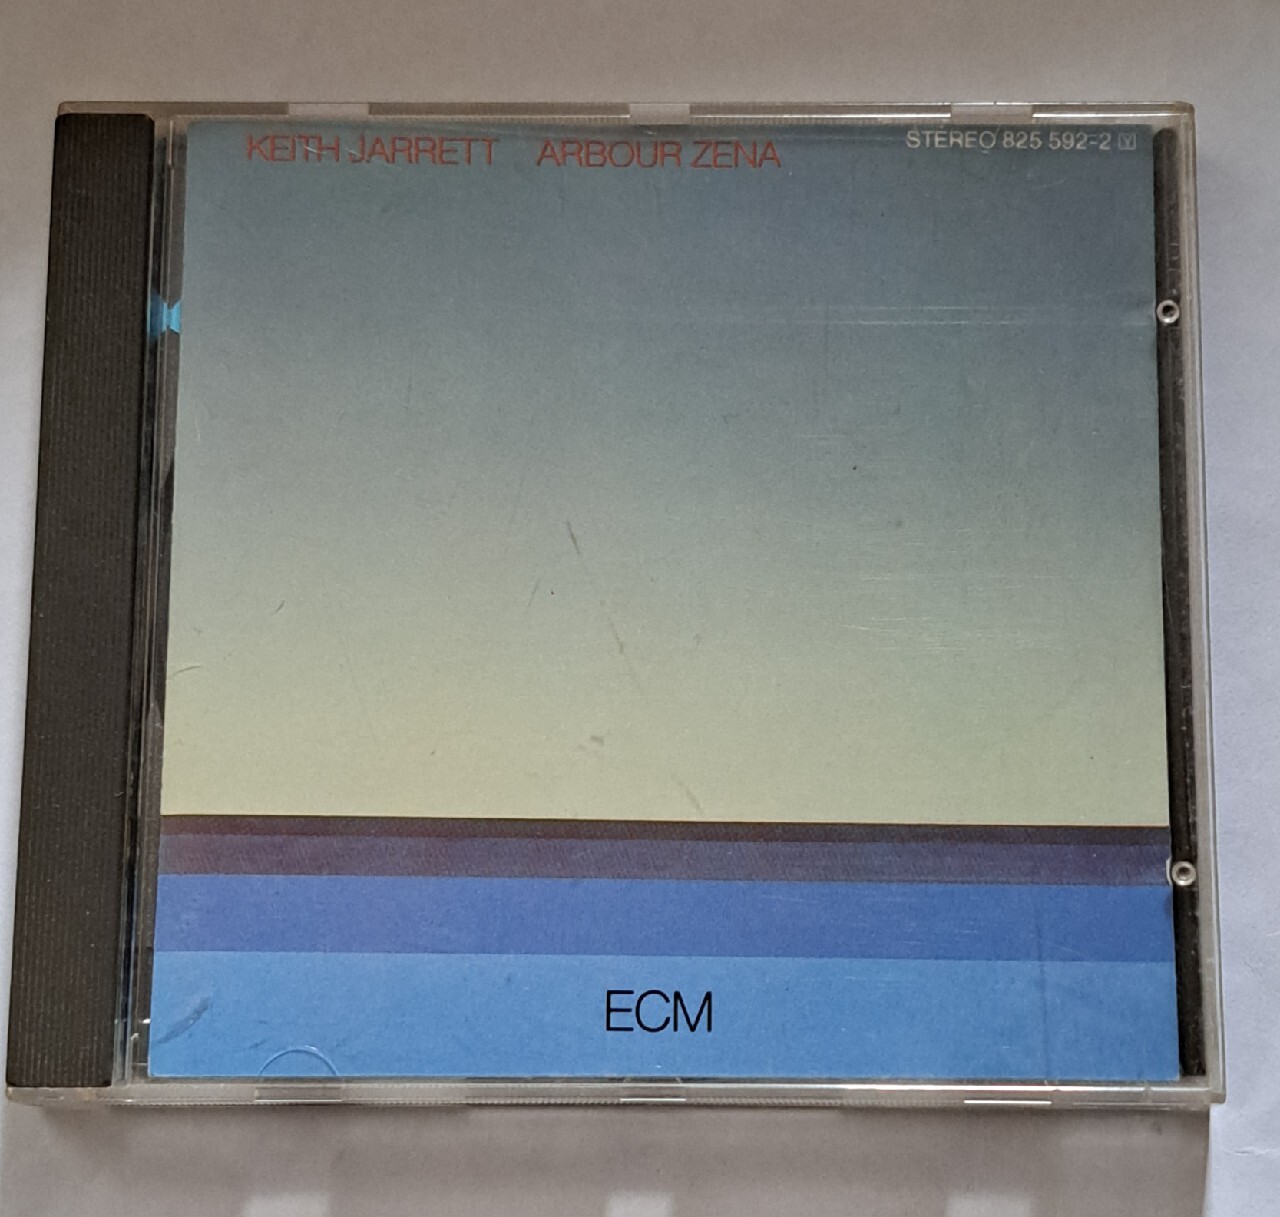 KEITH JARRETT ARBOUR ZENA
STEREO 825 592-2 Y
ECM